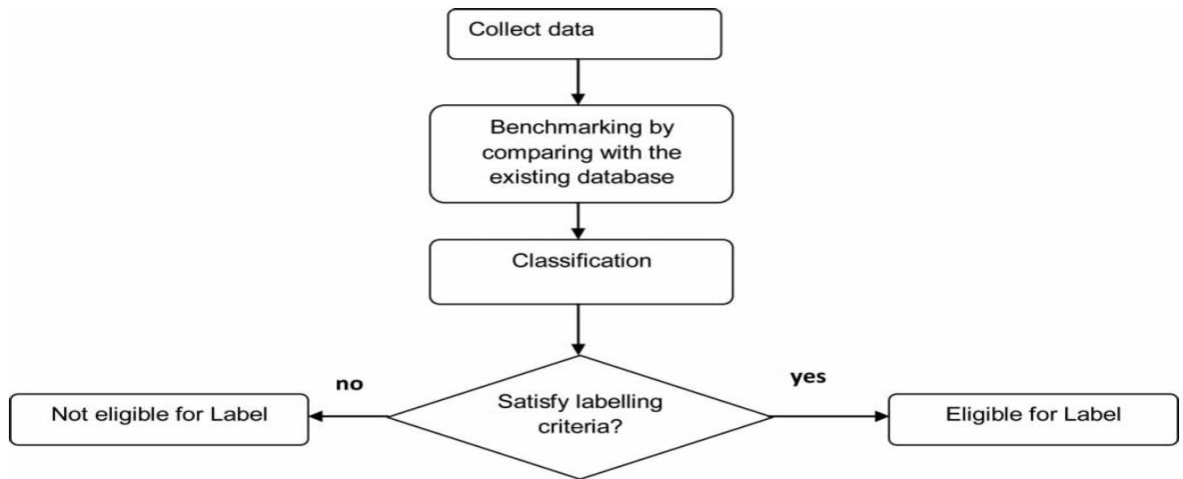 Collect data
Benchmarking by
comparing with the
existing database
Classification
no
yes
Not eligible for Label
Satisfy labelling
criteria?
Eligible for Label